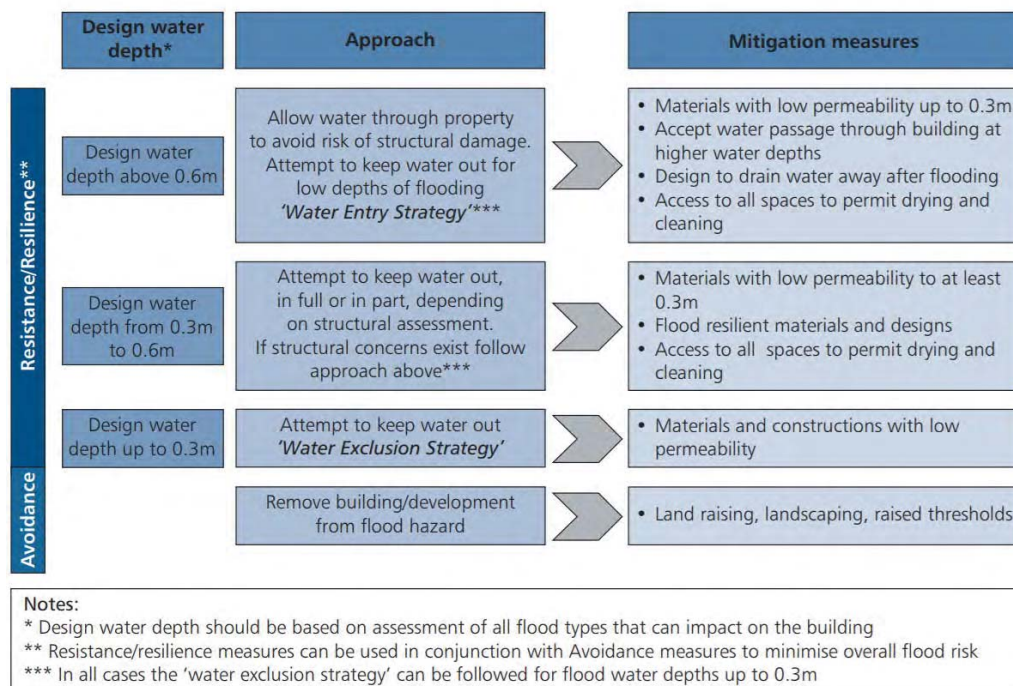 Design water
depth*
Approach
Mitigation measures
Resistance/Resilience**
Design water
depth above 0.6m
Allow water through property
to avoid risk of structural damage.
Attempt to keep water out for
low depths of flooding
'Water Entry Strategy'***
• Materials with low permeability up to 0.3m
• Accept water passage through building at
higher water depths
• Design to drain water away after flooding
• Access to all spaces to permit drying and
cleaning
Design water
depth from 0.3m
to 0.6m
Attempt to keep water out,
in full or in part, depending
on structural assessment.
If structural concerns exist follow
approach above***
• Materials with low permeability to at least
0.3m
• Flood resilient materials and designs
• Access to all spaces to permit drying and
cleaning
Design water
depth up to 0.3m
Attempt to keep water out
'Water Exclusion Strategy'
• Materials and constructions with low
permeability
Avoidance
Remove building/development
from flood hazard
• Land raising, landscaping, raised thresholds
Notes:
* Design water depth should be based on assessment of all flood types that can impact on the building
** Resistance/resilience measures can be used in conjunction with Avoidance measures to minimise overall flood risk
*** In all cases the 'water exclusion strategy' can be followed for flood water depths up to 0.3m